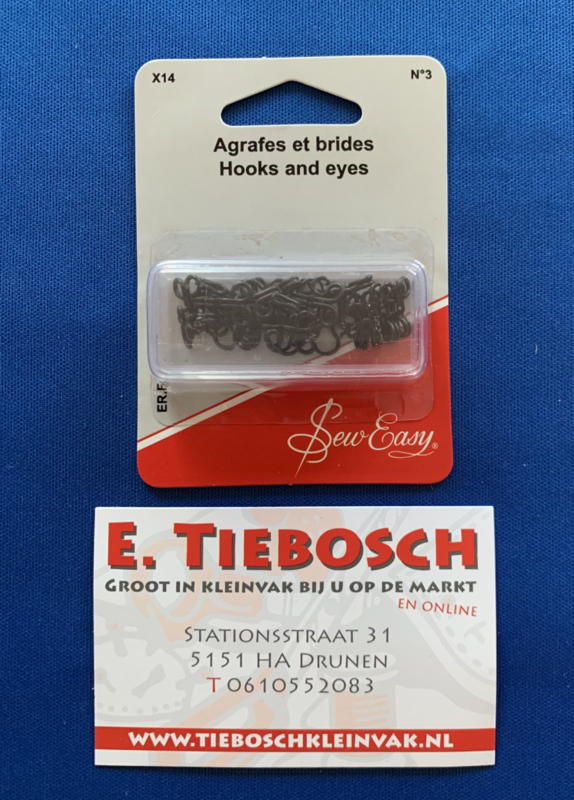 X14 N°3
Agrafes et brides
Hooks and eyes
Sew Easy®
E. TIEBOSCH
GROOT IN KLEINVAK BIJ U OP DE MARKT
EN ONLINE
STATIONSSTRAAT 31
5151 HA DRUNEN
T 0610552083
WWW.TIEBOSCHKLEINVAK.NL